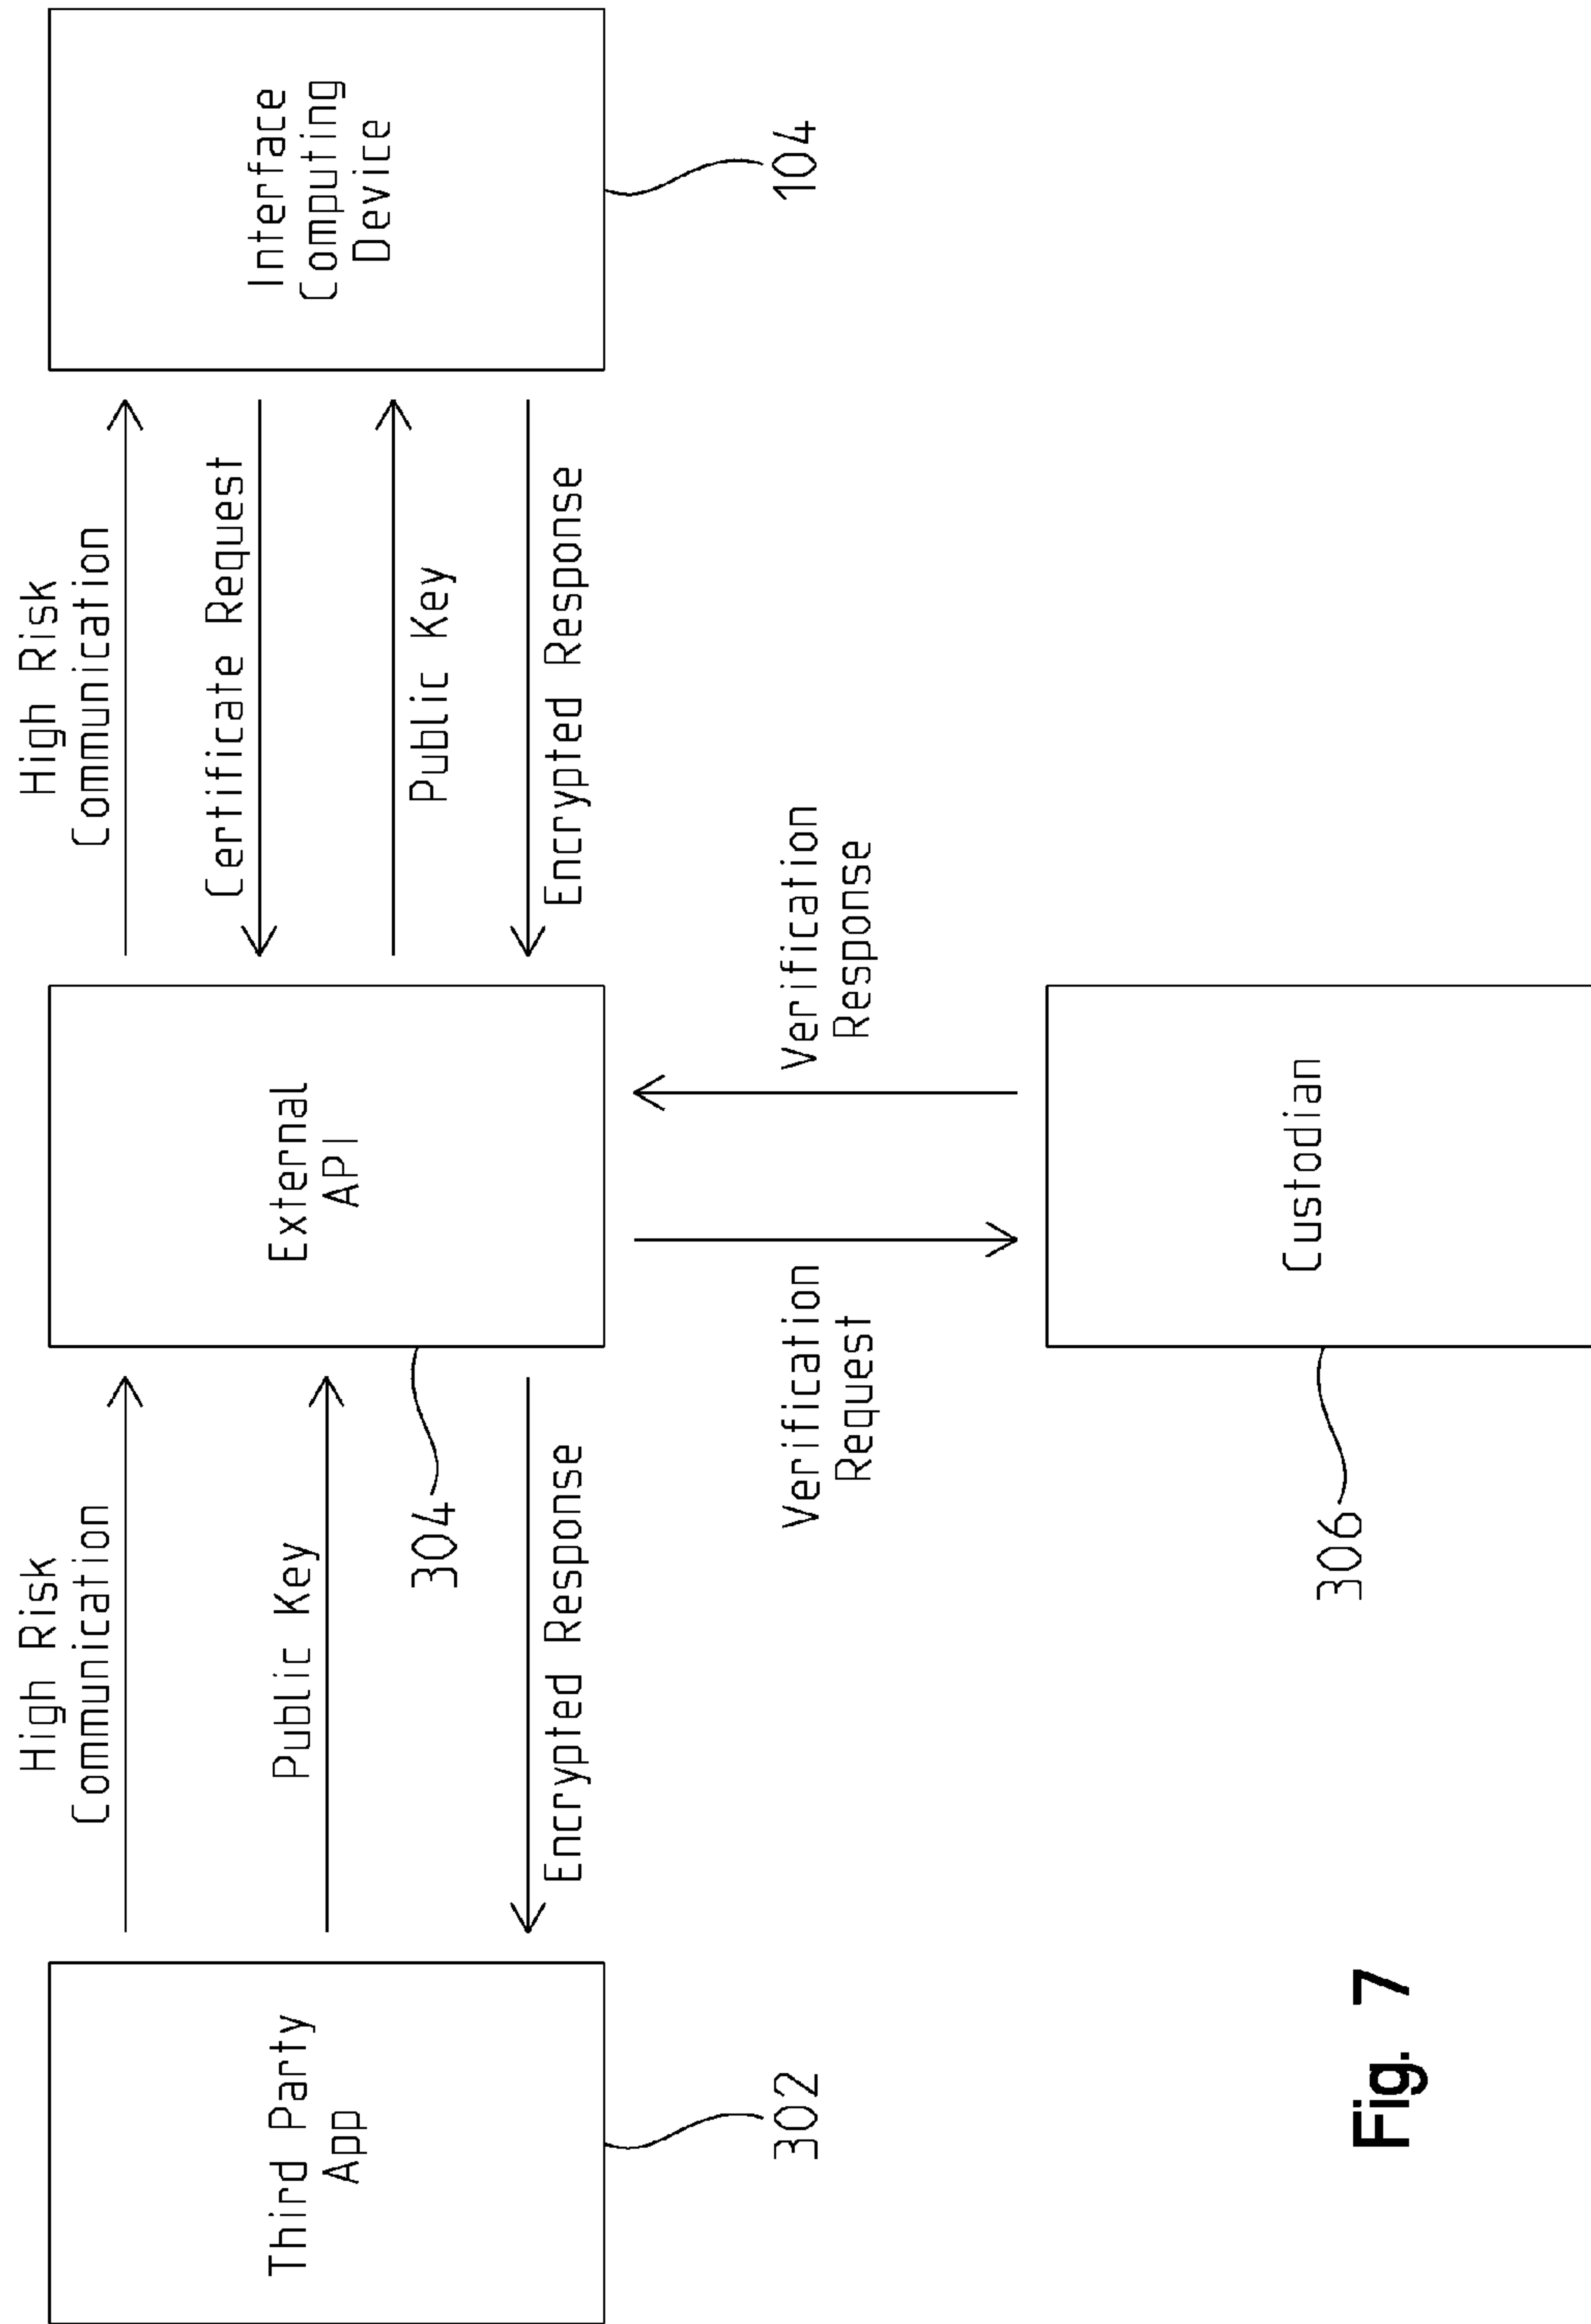 High Risk
Communication
Public Key
Encrypted Response
High Risk
Communication
Certificate Request
Public Key
Encrypted Response
Third Party
App
302
External
API
304
Interface
Computing
Device
104
Verification
Request
Verification
Response
Custodian
306
Fig. 7